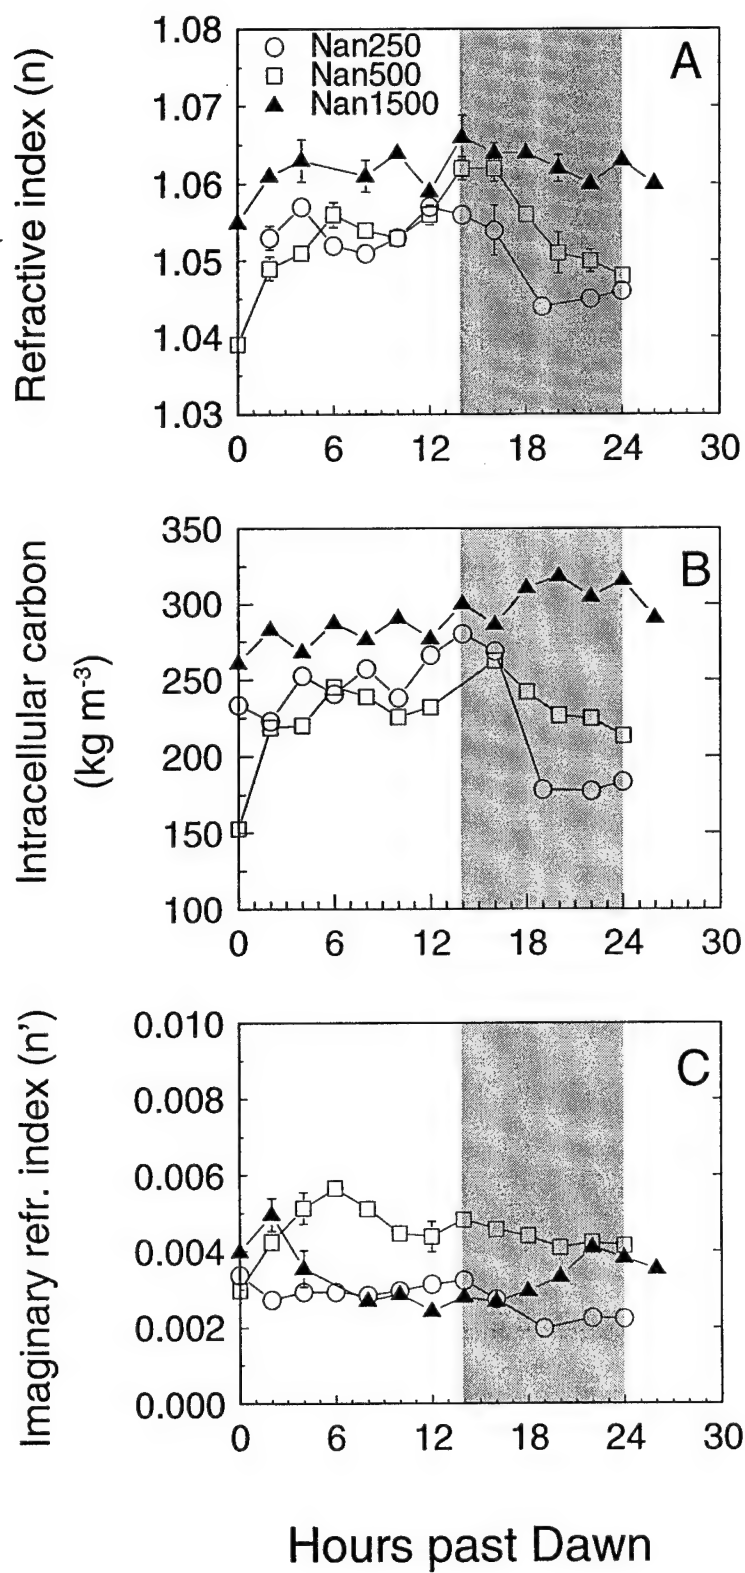 Refractive index (n)
1.08
1.07
1.06
1.05
1.04
1.03
Nan250
Nan500
Nan1500
A
0 6 12 18 24 30
Intracellular carbon
(kg m-3)
350
300
250
200
150
100
B
0 6 12 18 24 30
Imaginary refr. index (n')
0.010
0.008
0.006
0.004
0.002
0.000
C
0 6 12 18 24 30
Hours past Dawn